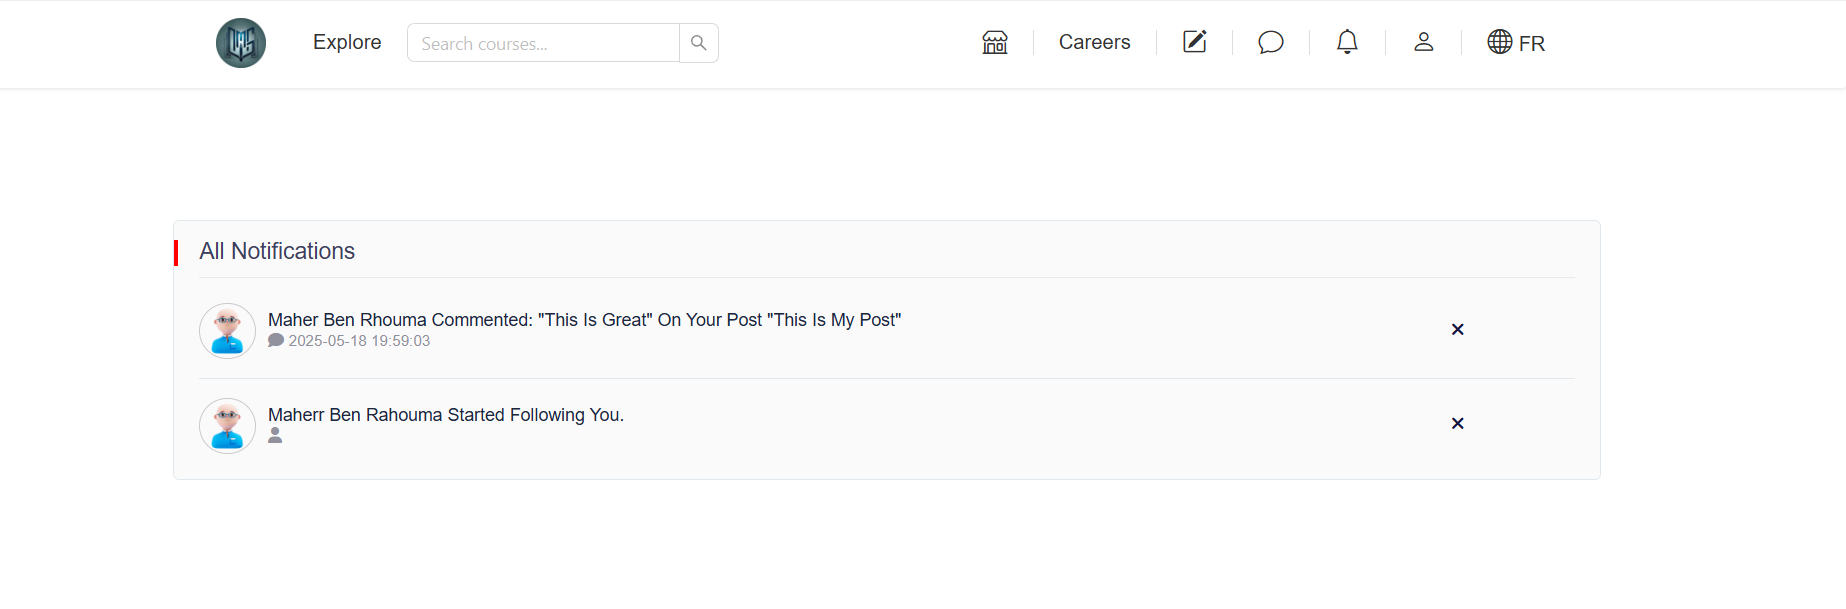 Explore
Search courses...
Careers
FR
All Notifications
Maher Ben Rhouma Commented: "This Is Great" On Your Post "This Is My Post"
2025-05-18 19:59:03
Maherr Ben Rahouma Started Following You.